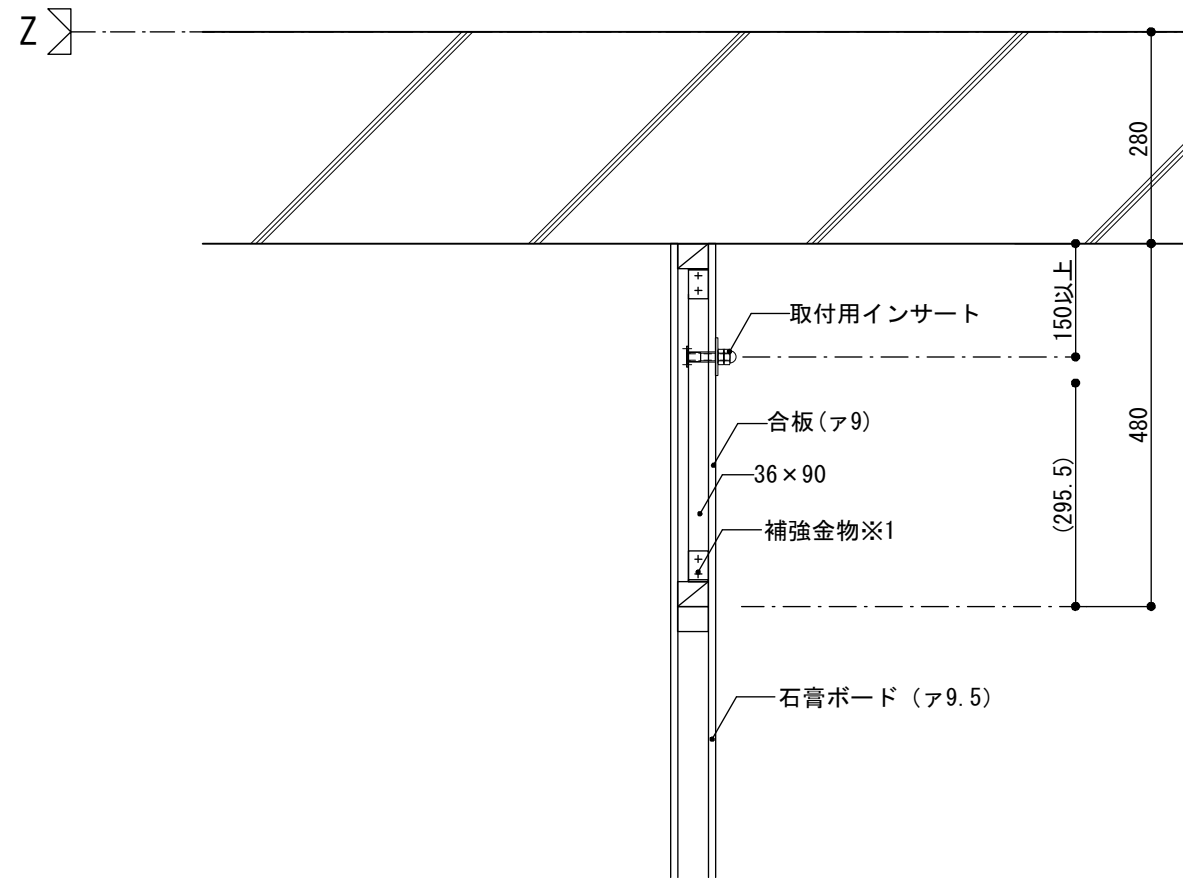 Z
280
150以上
取付用インサート
合板(ァ9)
480
36×90
(295.5)
補強金物※1
石膏ボード (ァ9.5)